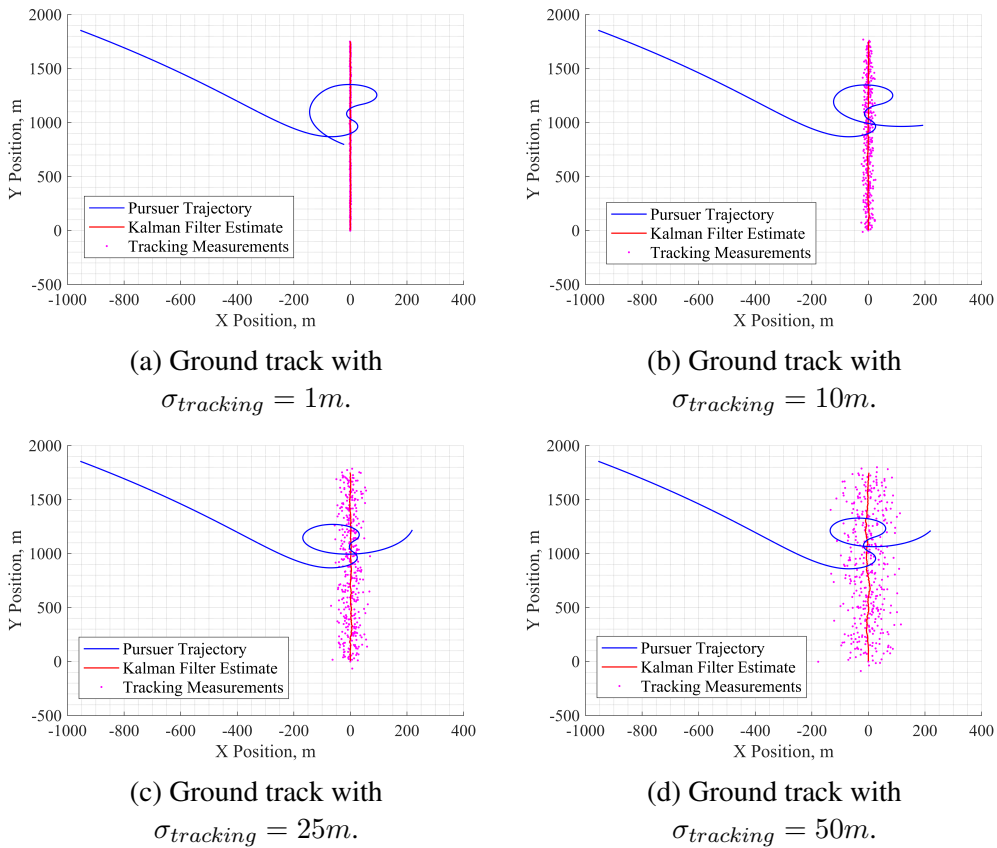 2000
1500
1000
500
0
-500
Y Position, m
-1000 -800 -600 -400 -200 0 200 400
X Position, m
Pursuer Trajectory
Kalman Filter Estimate
Tracking Measurements
(a) Ground track with
σtracking = 1m.
2000
1500
1000
500
0
-500
Y Position, m
-1000 -800 -600 -400 -200 0 200 400
X Position, m
Pursuer Trajectory
Kalman Filter Estimate
Tracking Measurements
(b) Ground track with
σtracking = 10m.
2000
1500
1000
500
0
-500
Y Position, m
-1000 -800 -600 -400 -200 0 200 400
X Position, m
Pursuer Trajectory
Kalman Filter Estimate
Tracking Measurements
(c) Ground track with
σtracking = 25m.
2000
1500
1000
500
0
-500
Y Position, m
-1000 -800 -600 -400 -200 0 200 400
X Position, m
Pursuer Trajectory
Kalman Filter Estimate
Tracking Measurements
(d) Ground track with
σtracking = 50m.